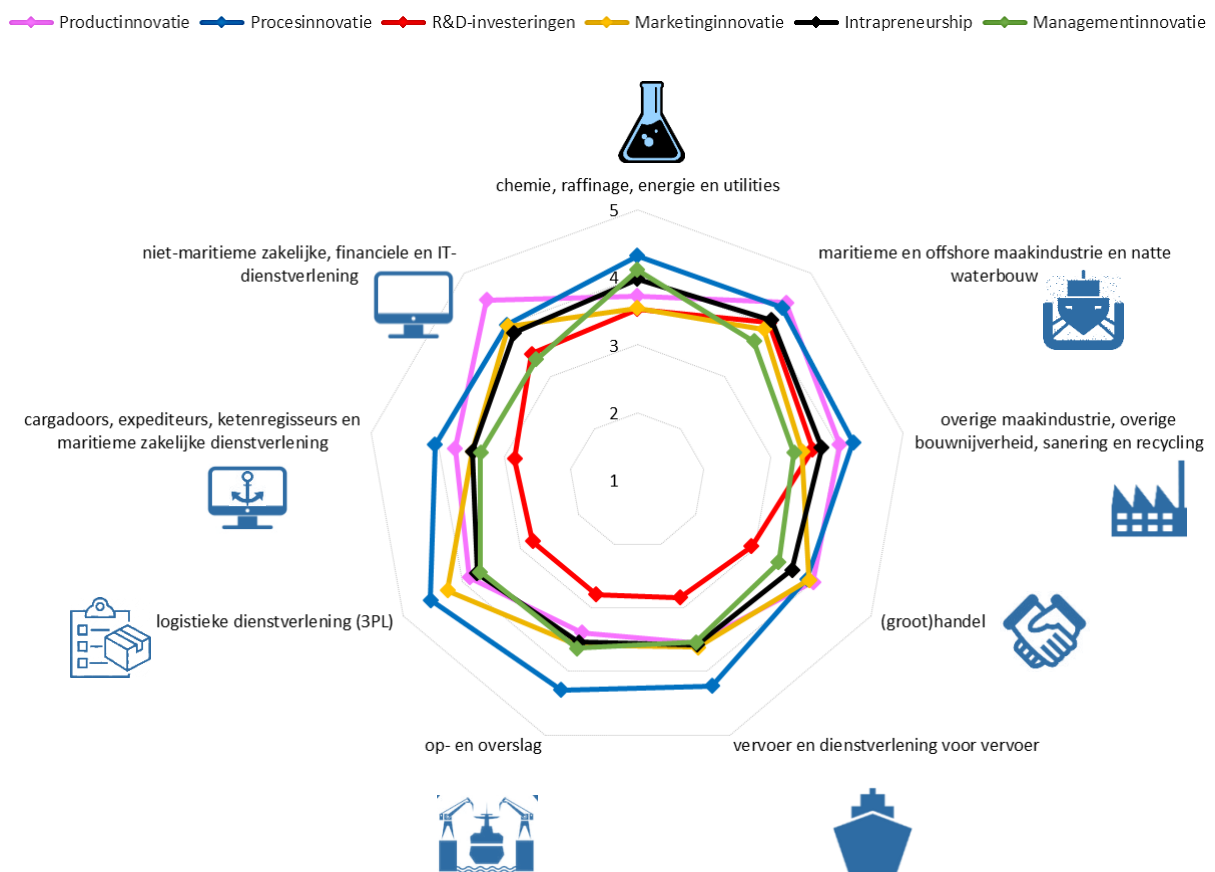 Productinnovatie Procesinnovatie R&D-investeringen Marketinginnovatie Intrapreneurship Managementinnovatie
chemie, raffinage, energie en utilities
5
niet-maritieme zakelijke, financiele en IT-
dienstverlening
maritieme en offshore maakindustrie en natte
waterbouw
4
3
cargadoors, expediteurs, ketenregisseurs en
maritieme zakelijke dienstverlening
overige maakindustrie, overige
bouwnijverheid, sanering en recycling
2
1
logistieke dienstverlening (3PL)
(groot)handel
op- en overslag
vervoer en dienstverlening voor vervoer